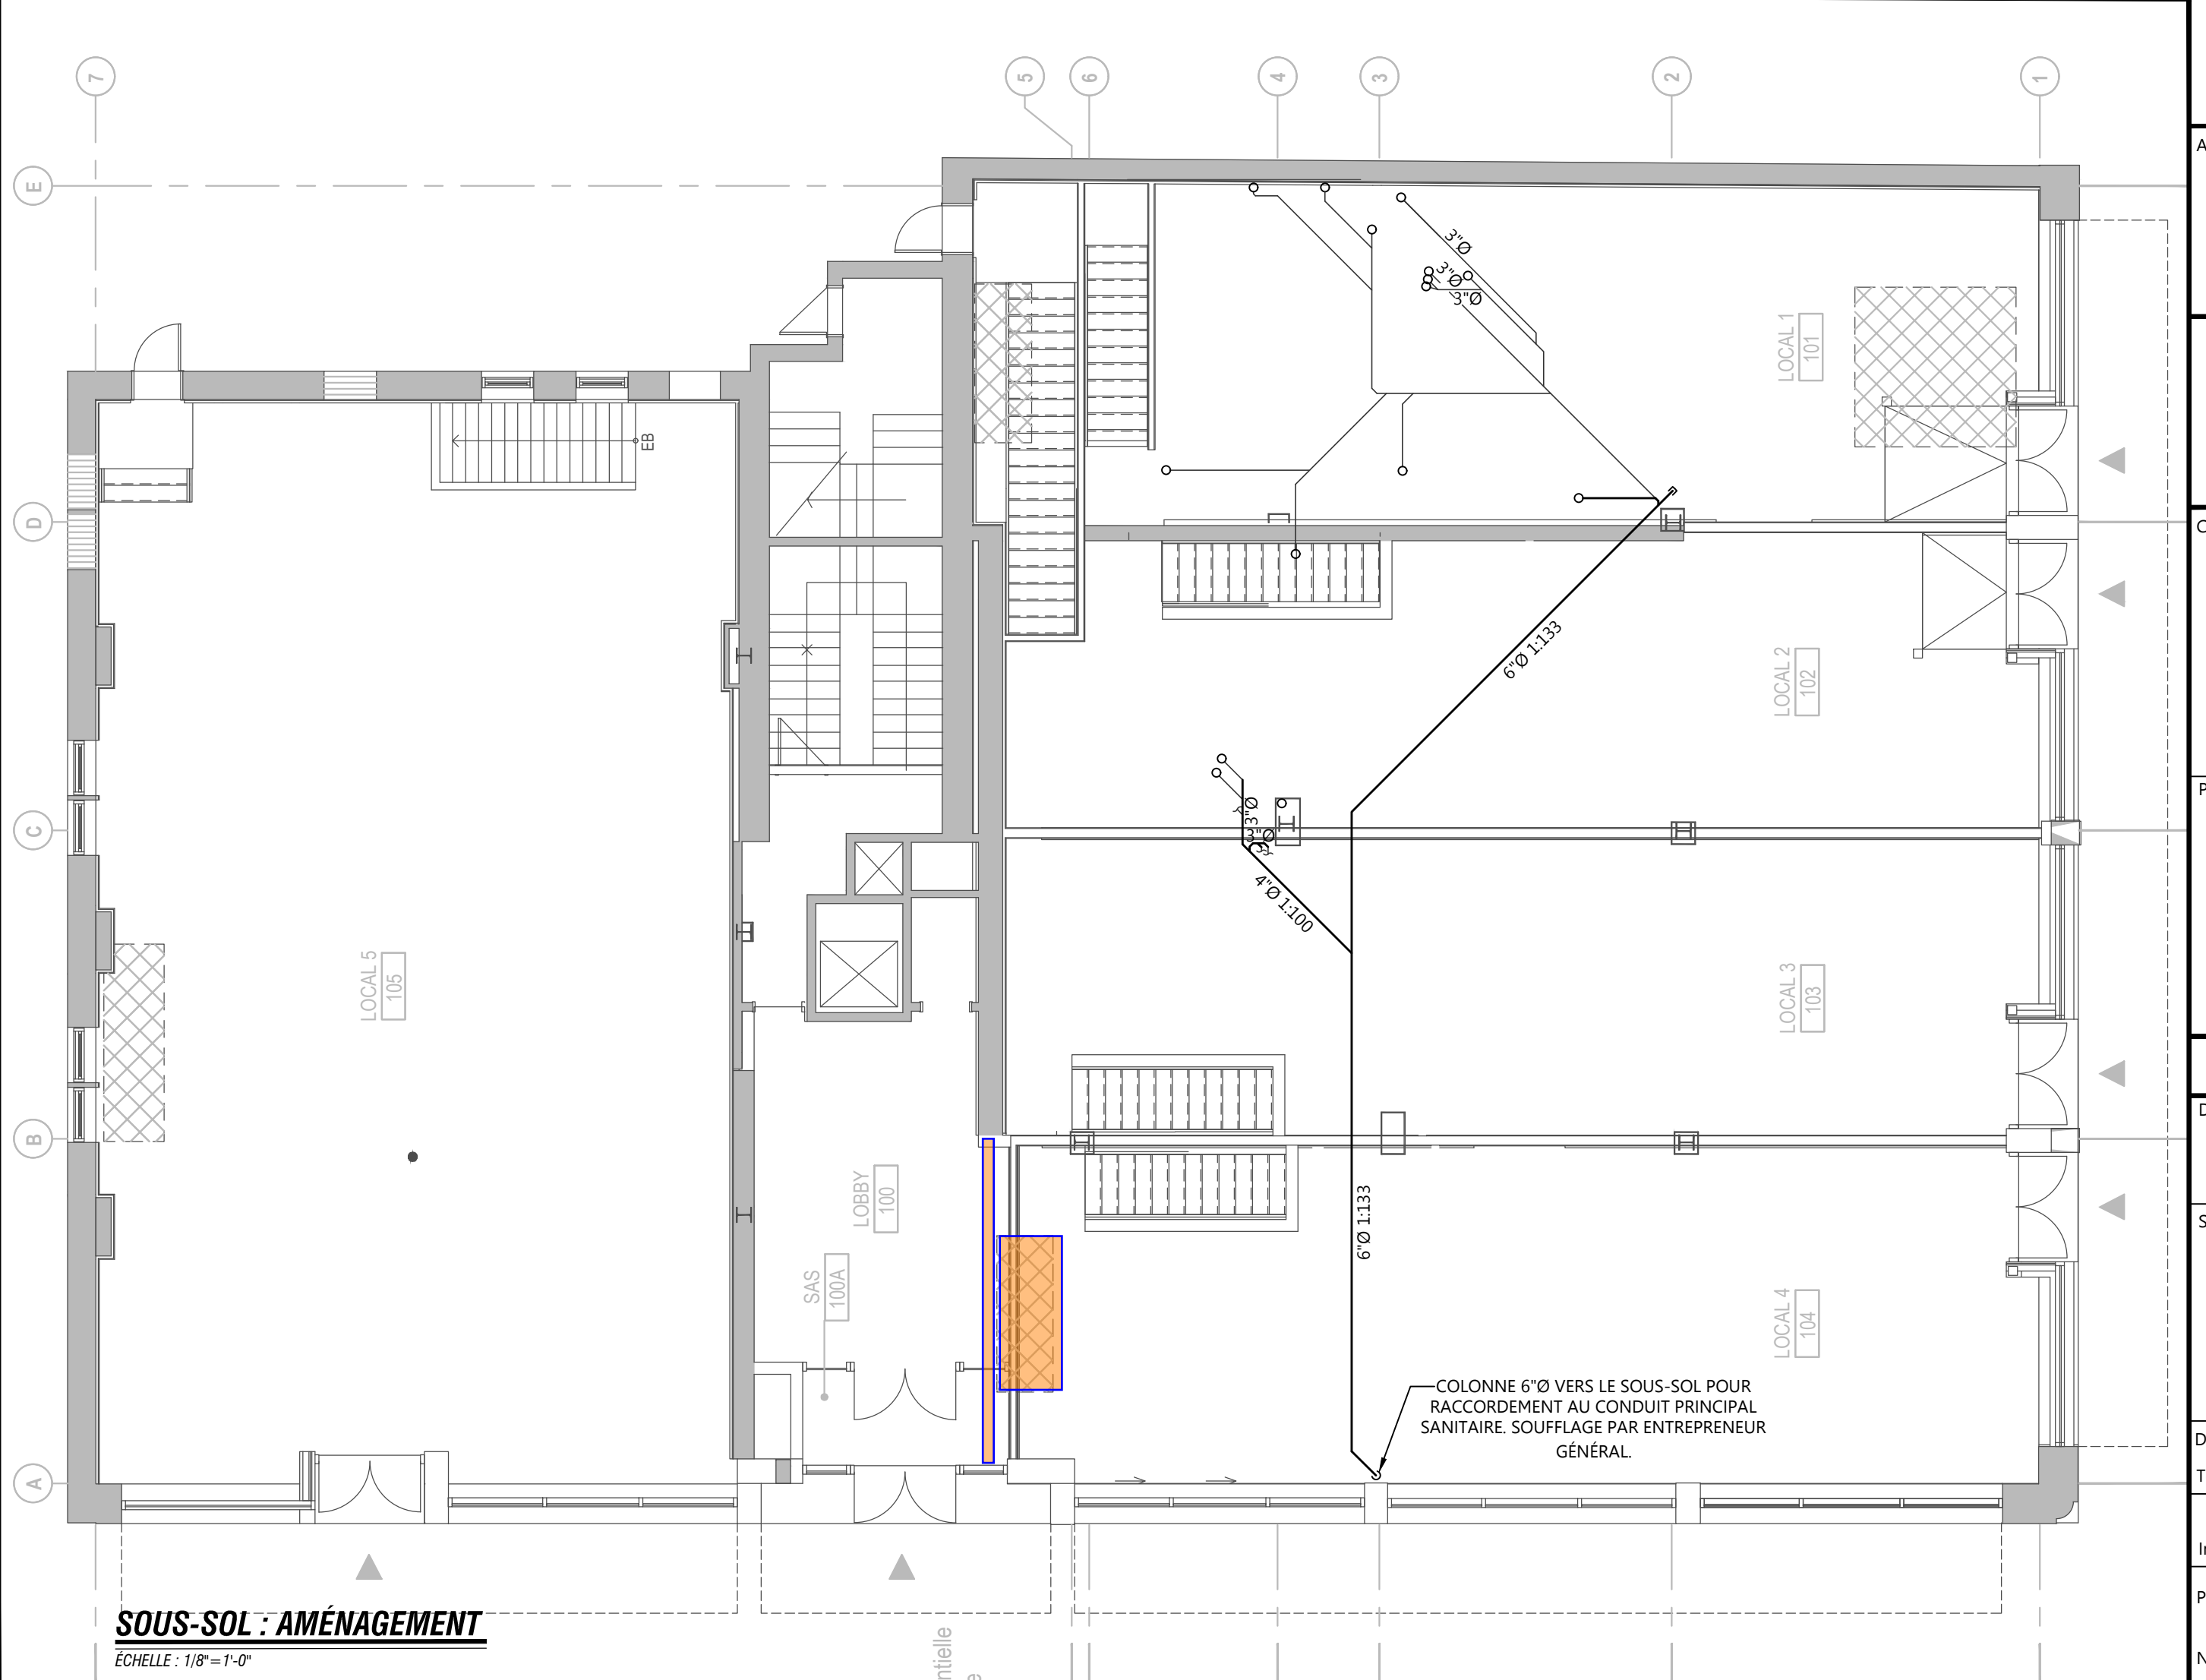 7
5
6
4
3
2
1
E
D
C
B
A
3"Ø
3"Ø
3"Ø
LOCAL 1
101
EB
6"Ø 1:133
LOCAL 2
102
3"Ø
3"Ø
4"Ø 1:100
LOCAL 5
105
LOCAL 3
103
LOBBY
100
SAS
100A
6"Ø 1:133
LOCAL 4
104
COLONNE 6"Ø VERS LE SOUS-SOL POUR
RACCORDEMENT AU CONDUIT PRINCIPAL
SANITAIRE. SOUFFLAGE PAR ENTREPRENEUR
GÉNÉRAL.
SOUS-SOL : AMÉNAGEMENT
ÉCHELLE : 1/8"=1'-0"
ntielle